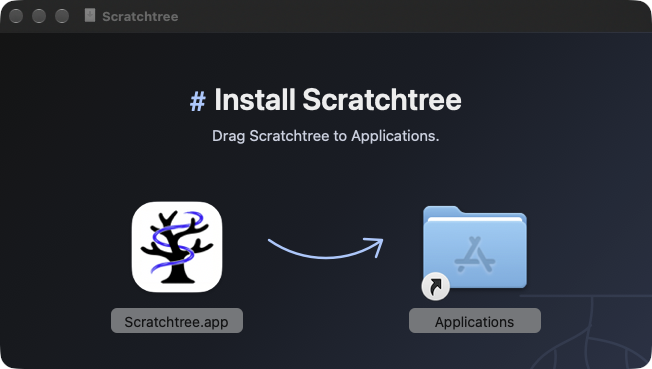 Scratchtree
# Install Scratchtree
Drag Scratchtree to Applications.
Scratchtree.app
Applications